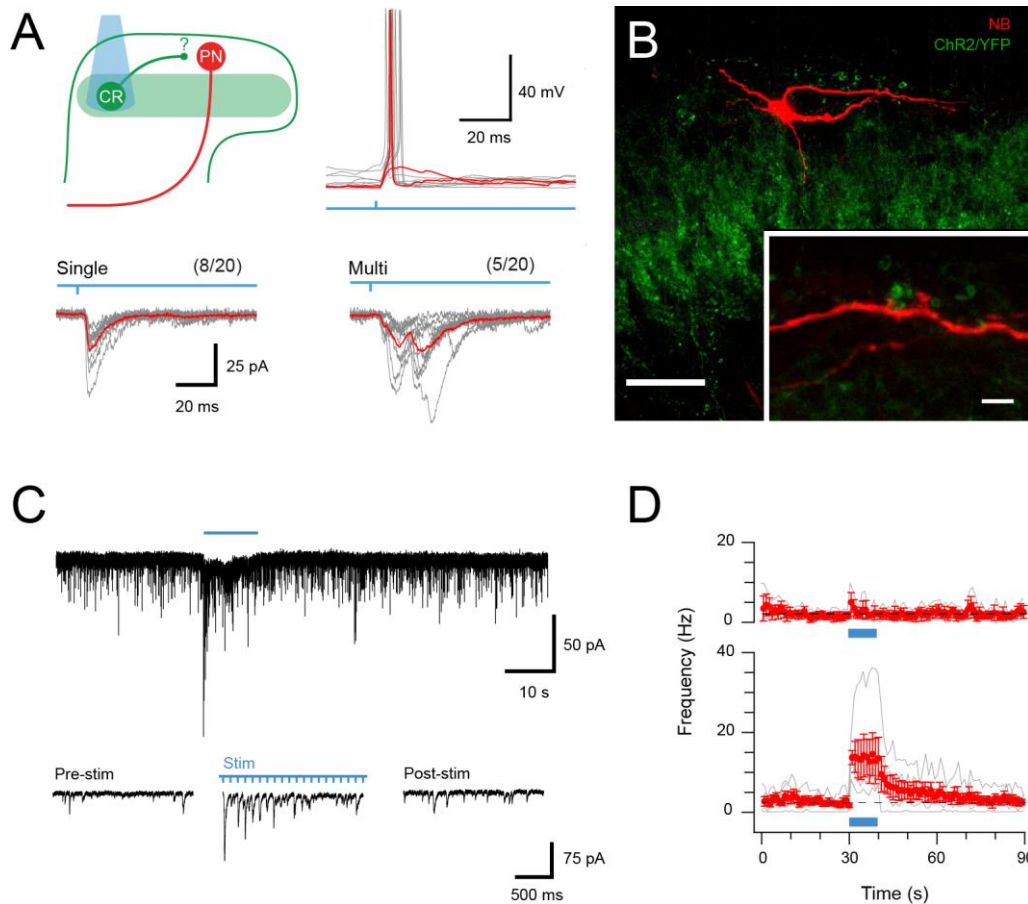 A
?
PN
CR
40 mV
20 ms
Single
(8/20)
Multi
(5/20)
25 pA
20 ms
B
NB
ChR2/YFP
C
50 pA
10 s
Pre-stim
Stim
Post-stim
75 pA
500 ms
D
20
0
40
20
0
Frequency (Hz)
0
30
60
90
Time (s)